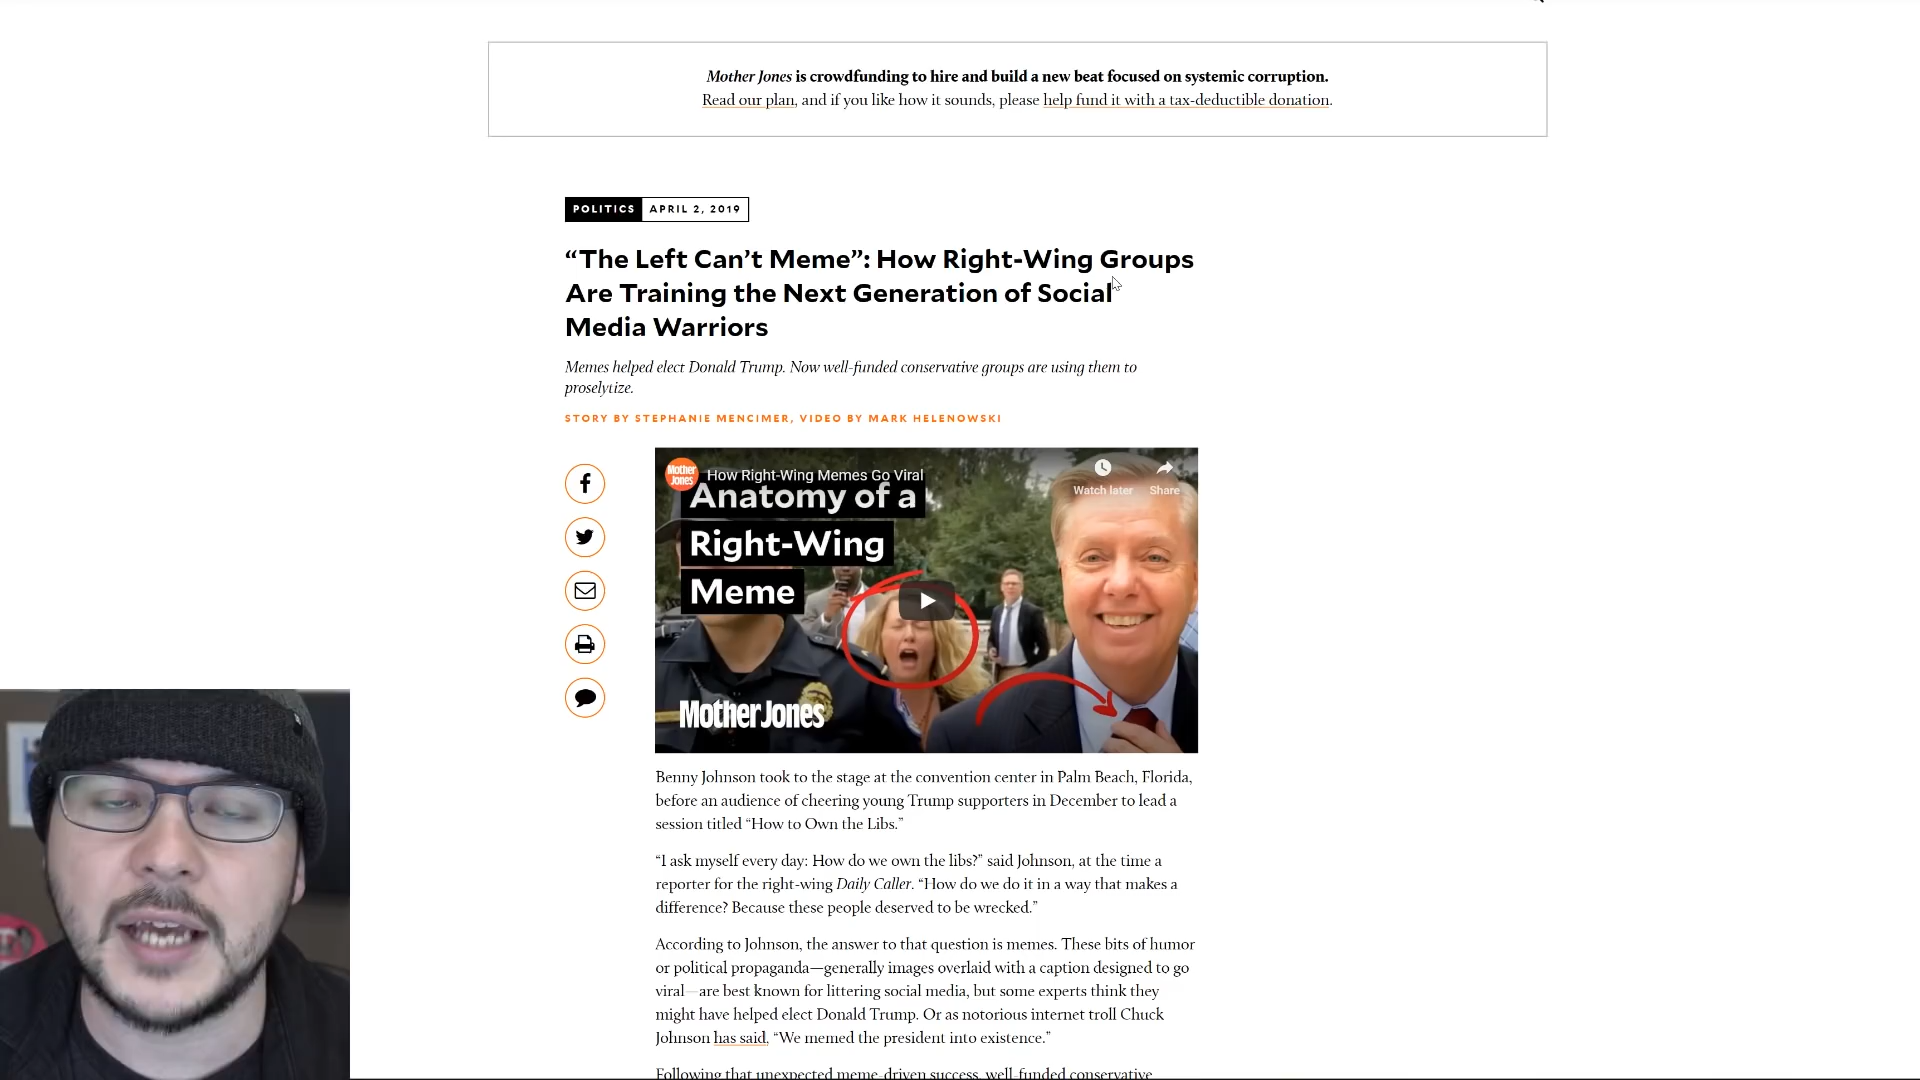 Mother Jones is crowdfunding to hire and build a new beat focused on systemic corruption.
Read our plan, and if you like how it sounds, please help fund it with a tax-deductible donation.
POLITICS APRIL 2, 2019
“The Left Can’t Meme”: How Right-Wing Groups
Are Training the Next Generation of Social
Media Warriors
Memes helped elect Donald Trump. Now well-funded conservative groups are using them to
proselytize.
STORY BY STEPHANIE MENCIMER, VIDEO BY MARK HELENOWSKI
Mother Jones
How Right-Wing Memes Go Viral
Watch later Share
Anatomy of a
Right-Wing
Meme
Mother Jones
Benny Johnson took to the stage at the convention center in Palm Beach, Florida,
before an audience of cheering young Trump supporters in December to lead a
session titled “How to Own the Libs.”
“I ask myself every day: How do we own the libs?” said Johnson, at the time a
reporter for the right-wing Daily Caller. “How do we do it in a way that makes a
difference? Because these people deserved to be wrecked.”
According to Johnson, the answer to that question is memes. These bits of humor
or political propaganda—generally images overlaid with a caption designed to go
viral—are best known for littering social media, but some experts think they
might have helped elect Donald Trump. Or as notorious internet troll Chuck
Johnson has said, “We memed the president into existence.”
Following that unexpected meme-driven success, well-funded conservative